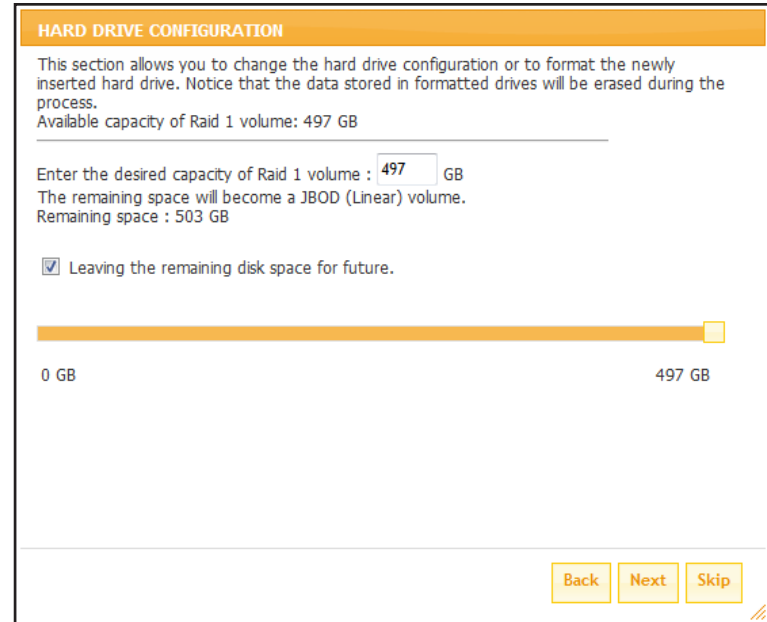 HARD DRIVE CONFIGURATION
This section allows you to change the hard drive configuration or to format the newly
inserted hard drive. Notice that the data stored in formatted drives will be erased during the
process.
Available capacity of Raid 1 volume: 497 GB
Enter the desired capacity of Raid 1 volume : 497 GB
The remaining space will become a JBOD (Linear) volume.
Remaining space : 503 GB
Leaving the remaining disk space for future.
0 GB 497 GB
Back Next Skip